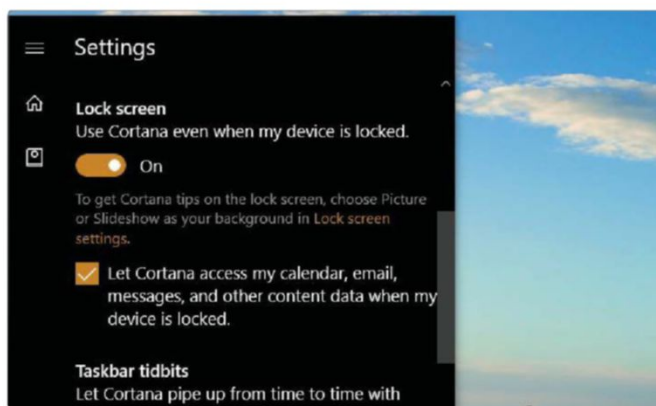 Settings
Lock screen
Use Cortana even when my device is locked.
On
To get Cortana tips on the lock screen, choose Picture
or Slideshow as your background in Lock screen
settings.
Let Cortana access my calendar, email,
messages, and other content data when my
device is locked.
Taskbar tidbits
Let Cortana pipe up from time to time with